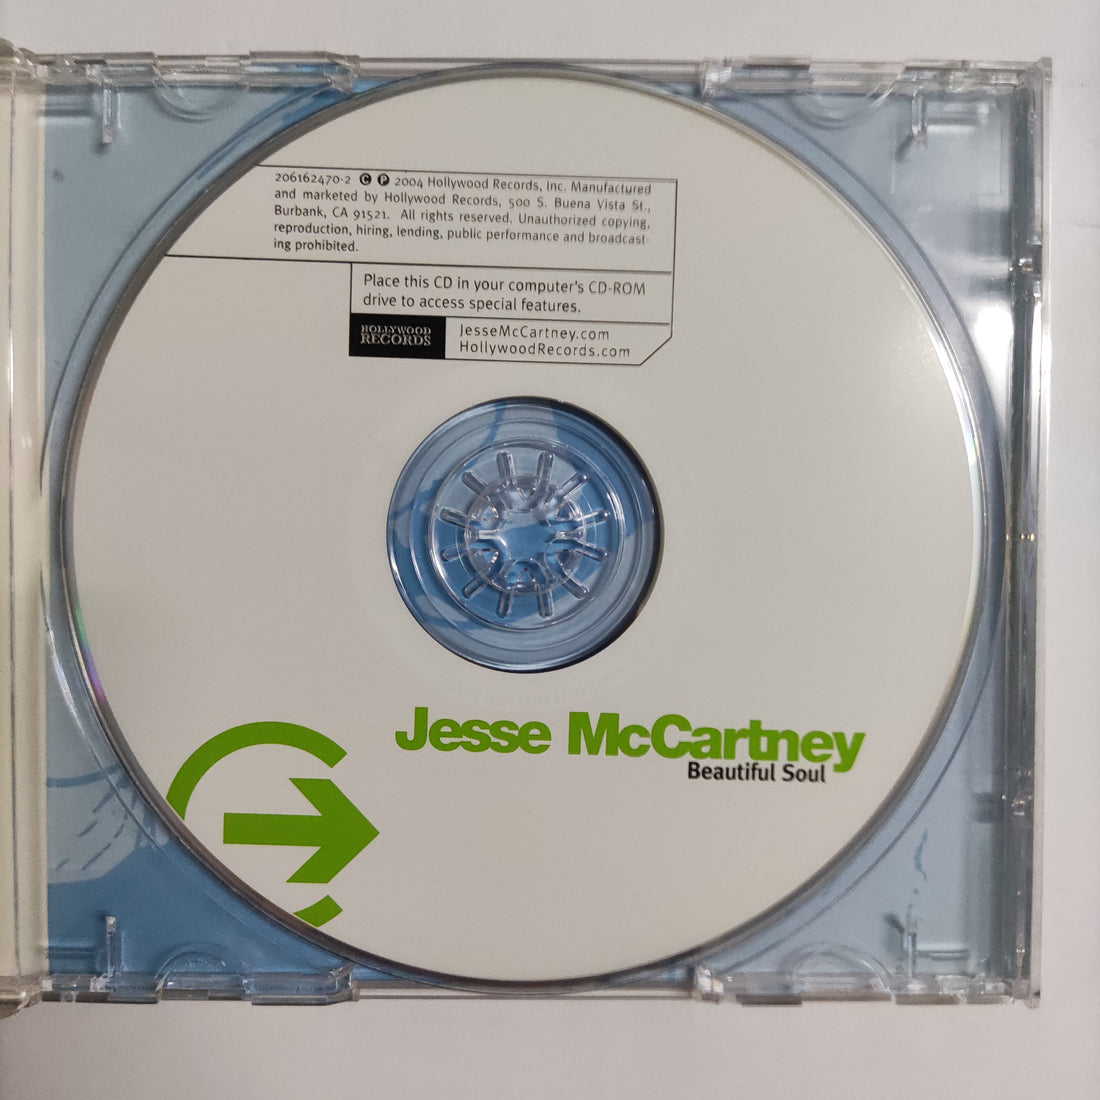 206162470-2 Ⓒ Ⓟ 2004 Hollywood Records, Inc. Manufactured
and marketed by Hollywood Records, 500 S. Buena Vista St.,
Burbank, CA 91521. All rights reserved. Unauthorized copying,
reproduction, hiring, lending, public performance and broadcast-
ing prohibited.
Place this CD in your computer's CD-ROM
drive to access special features.
HOLLYWOOD
RECORDS
JesseMcCartney.com
HollywoodRecords.com
Jesse McCartney
Beautiful Soul